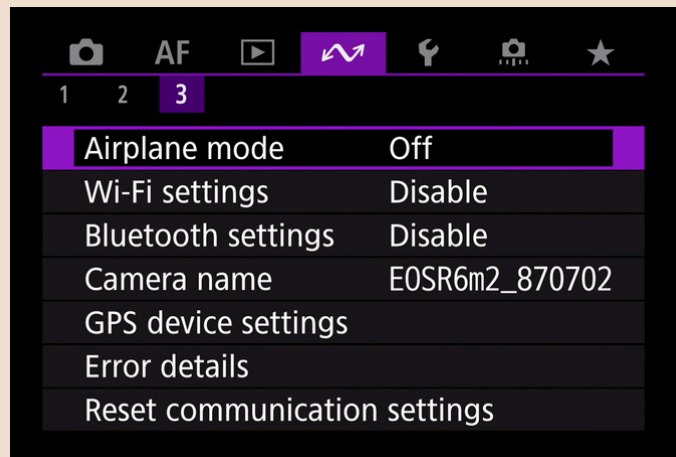 AF
1 2 3
Airplane mode Off
Wi-Fi settings Disable
Bluetooth settings Disable
Camera name EOSR6m2_870702
GPS device settings
Error details
Reset communication settings